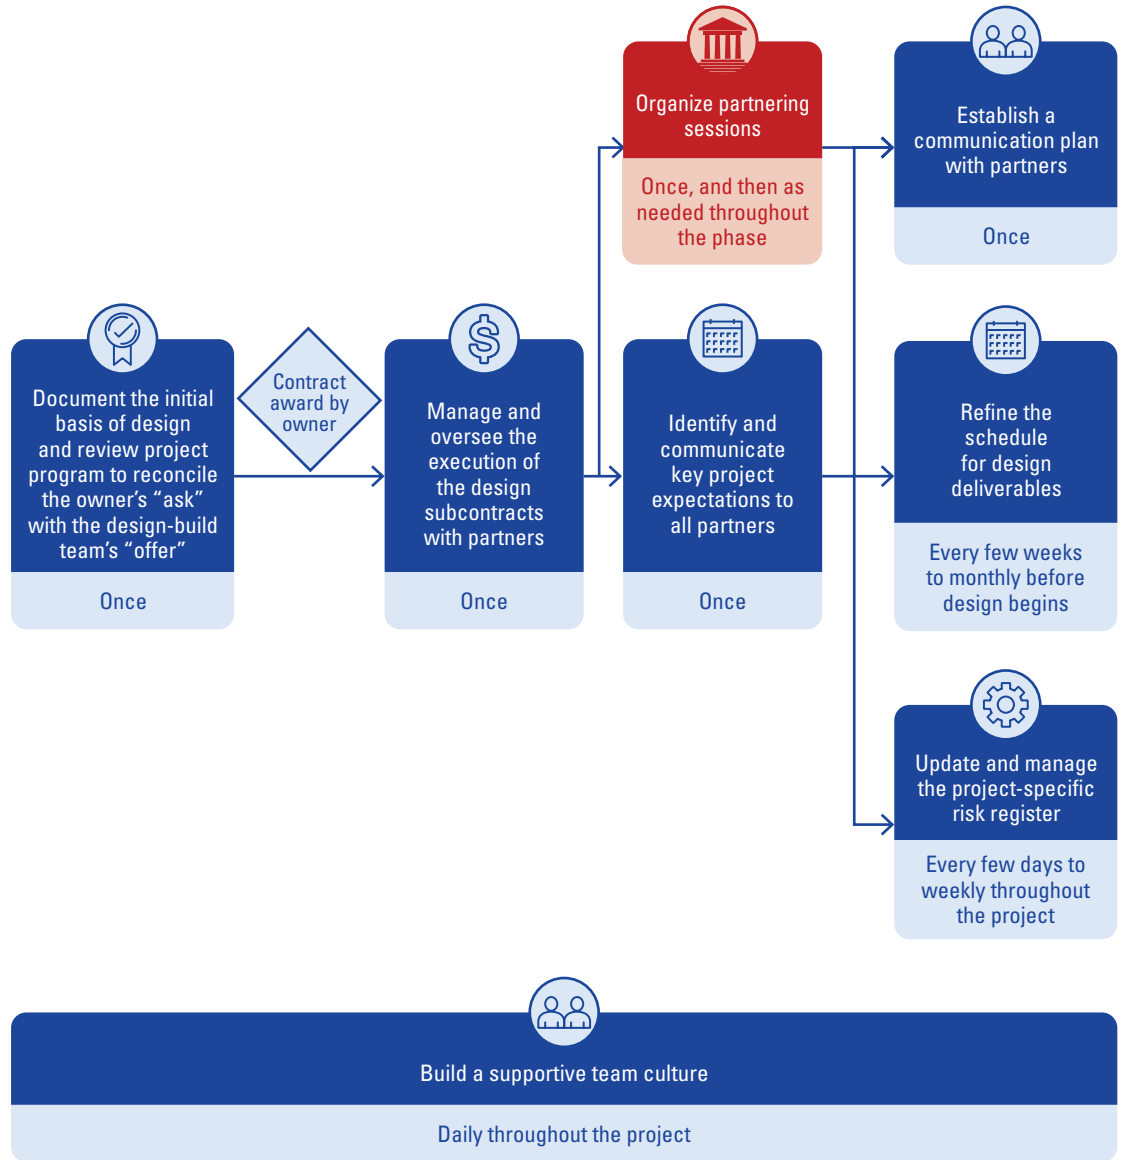 Organize partnering
sessions
Once, and then as
needed throughout
the phase
Establish a
communication plan
with partners
Once
Document the initial
basis of design
and review project
program to reconcile
the owner’s “ask”
with the design-build
team’s “offer”
Once
Contract
award by
owner
Manage and
oversee the
execution of
the design
subcontracts
with partners
Once
Identify and
communicate
key project
expectations to
all partners
Once
Refine the
schedule
for design
deliverables
Every few weeks
to monthly before
design begins
Update and manage
the project-specific
risk register
Every few days to
weekly throughout
the project
Build a supportive team culture
Daily throughout the project